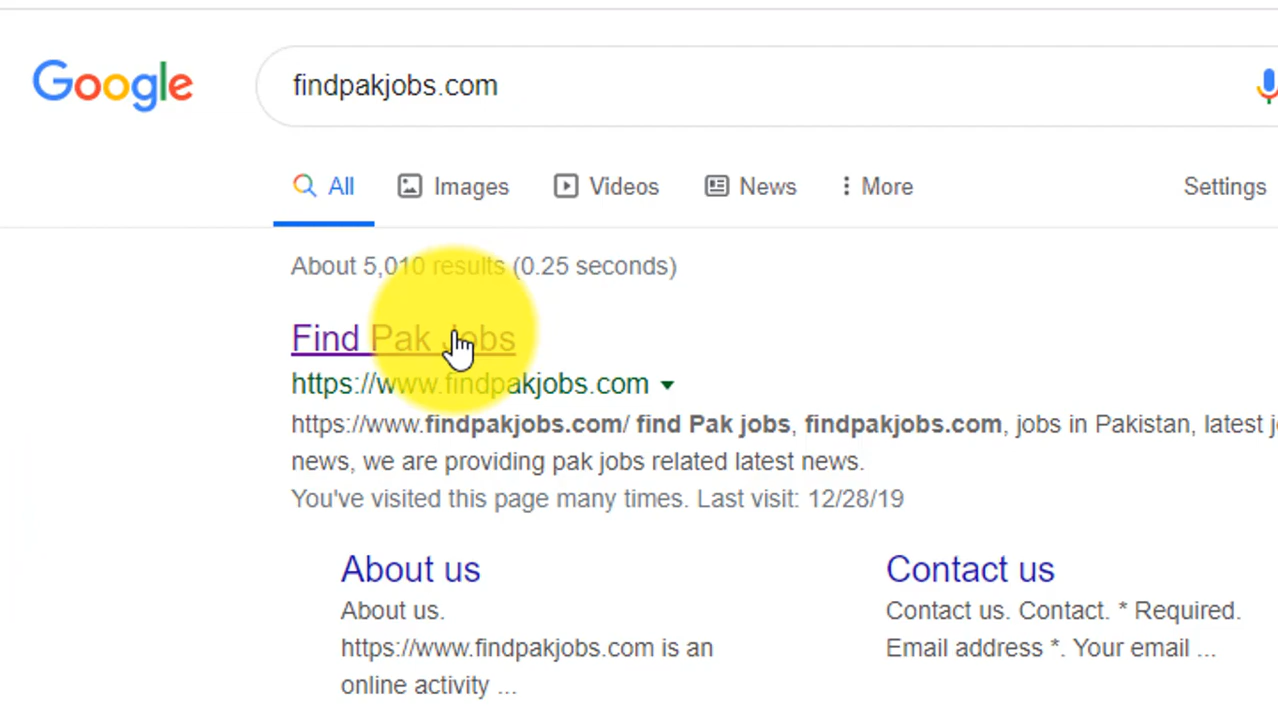 Google findpakjobs.com
All Images Videos News More Settings
About 5,010 results (0.25 seconds)
Find Pak Jobs
https://www.findpakjobs.com
https://www.findpakjobs.com/ find Pak jobs, findpakjobs.com, jobs in Pakistan, latest
news, we are providing pak jobs related latest news.
You've visited this page many times. Last visit: 12/28/19
About us Contact us
About us. Contact us. Contact. * Required.
https://www.findpakjobs.com is an Email address *. Your email ...
online activity ...